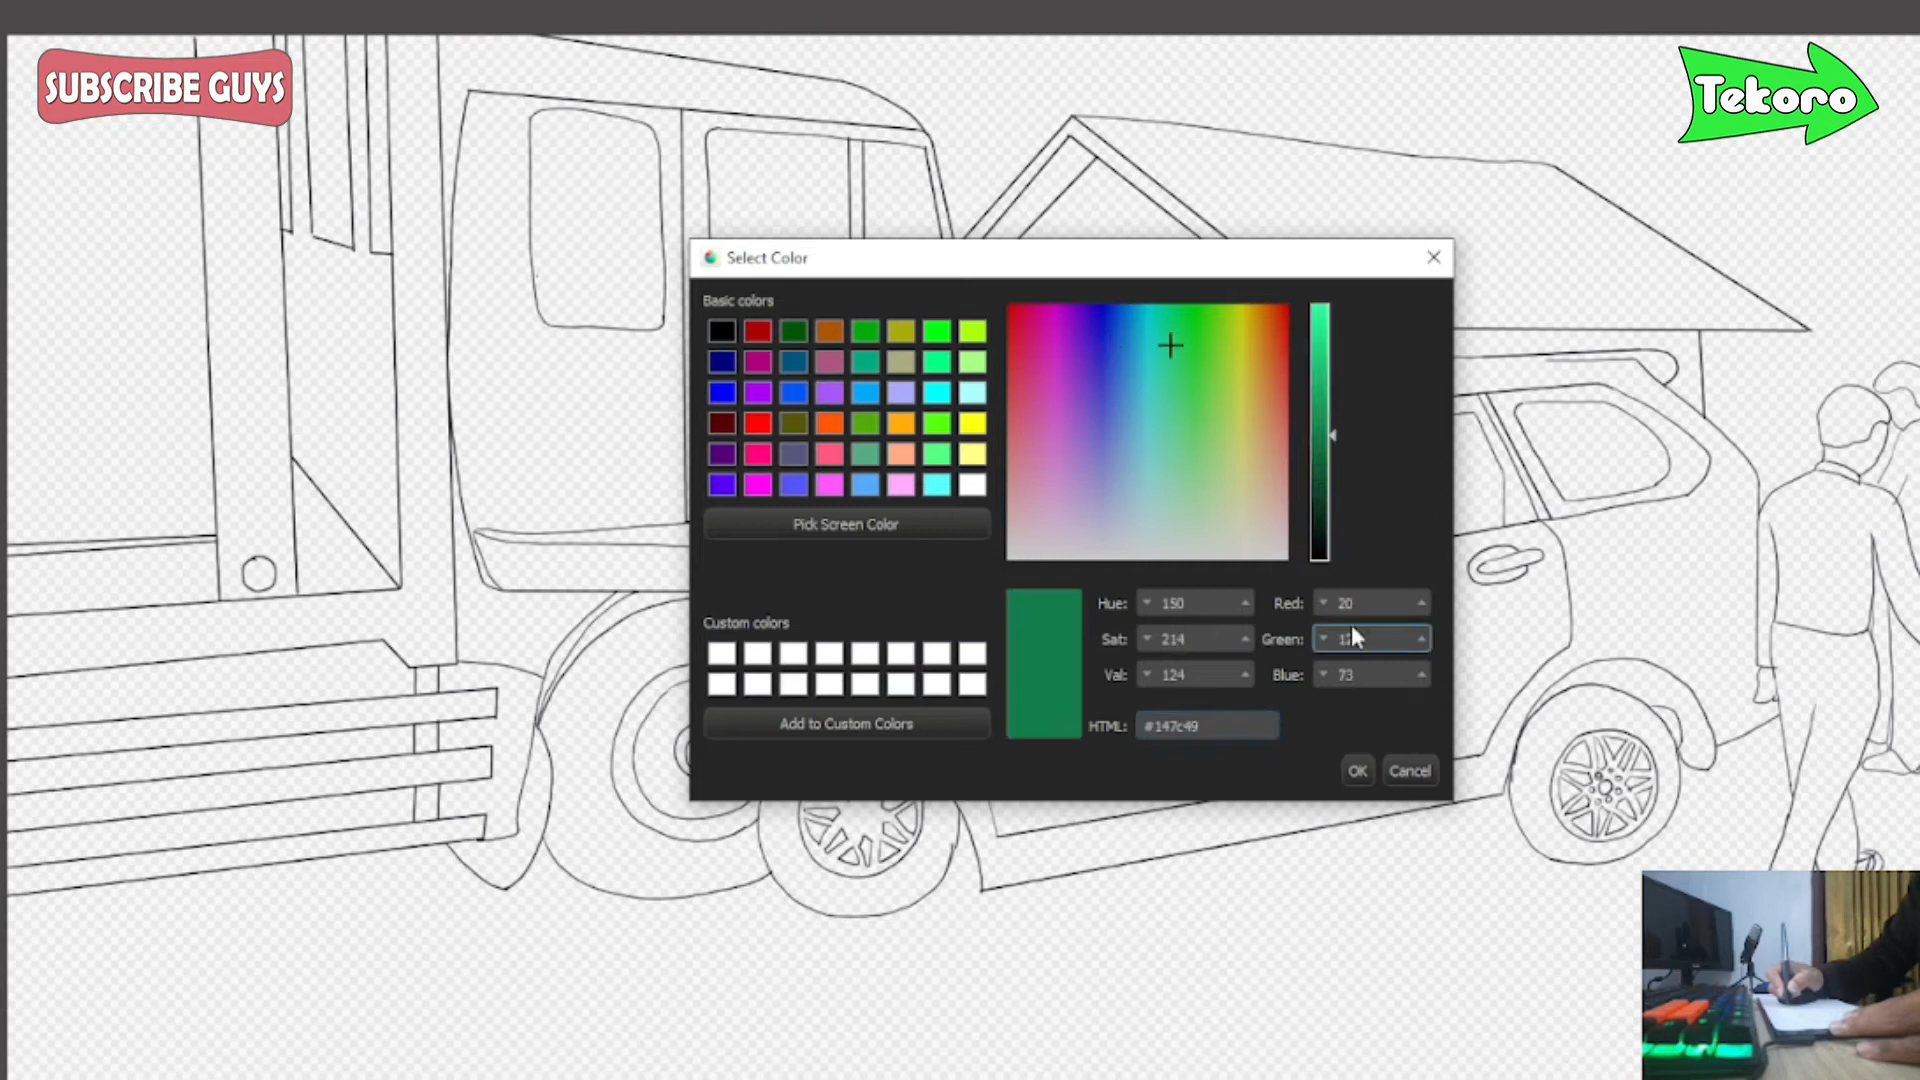 SUBSCRIBE GUYS
Tekoro
Select Color
Basic colors
Pick Screen Color
Custom colors
Add to Custom Colors
Hue: 150
Red: 20
Sat: 214
Green:
Val: 124
Blue: 73
HTML: #147c49
OK
Cancel